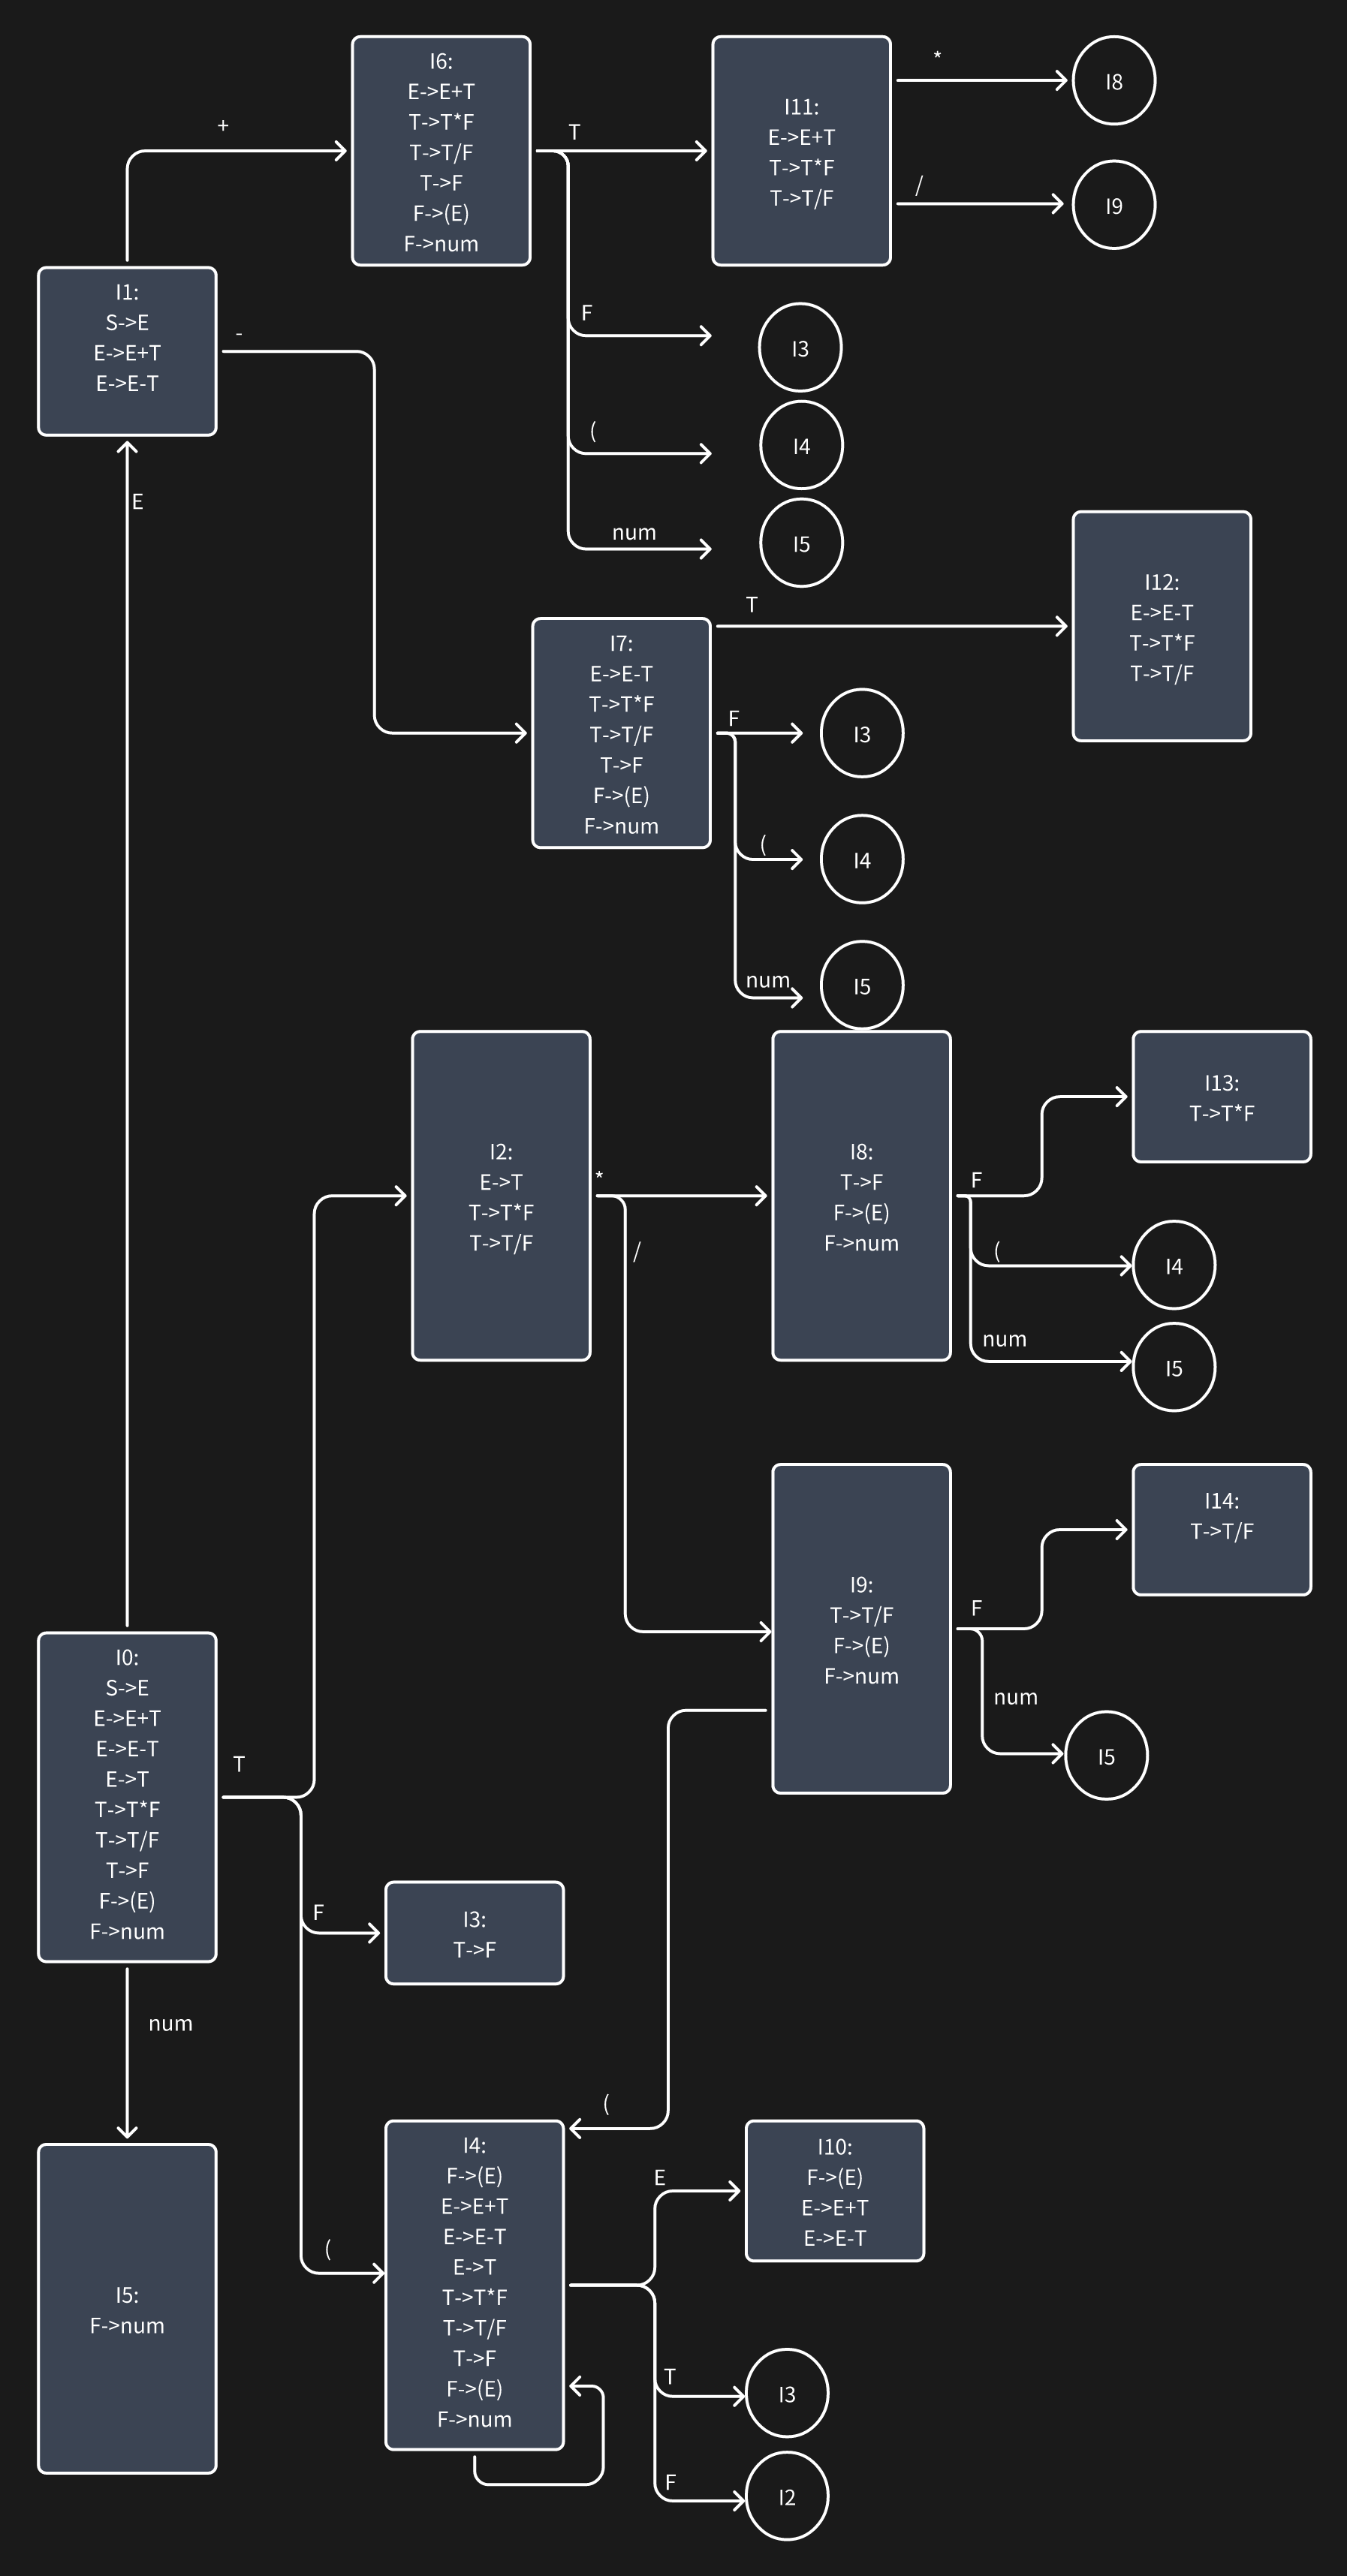 I6:
E->E+T
T->T*F
T->T/F
T->F
F->(E)
F->num
I11:
E->E+T
T->T*F
T->T/F
*
I8
/
I9
+
T
I1:
S->E
E->E+T
E->E-T
-
F
I3
(
I4
num
I5
E
T
I12:
E->E-T
T->T*F
T->T/F
I7:
E->E-T
T->T*F
T->T/F
T->F
F->(E)
F->num
F
I3
(
I4
num
I5
I2:
E->T
T->T*F
T->T/F
*
/
I8:
T->F
F->(E)
F->num
I13:
T->T*F
F
(
I4
num
I5
I9:
T->T/F
F->(E)
F->num
I14:
T->T/F
F
num
I5
I0:
S->E
E->E+T
E->E-T
E->T
T->T*F
T->T/F
T->F
F->(E)
F->num
T
F
I3:
T->F
num
(
(
I5:
F->num
I4:
F->(E)
E->E+T
E->E-T
E->T
T->T*F
T->T/F
T->F
F->(E)
F->num
E
I10:
F->(E)
E->E+T
E->E-T
T
I3
F
I2